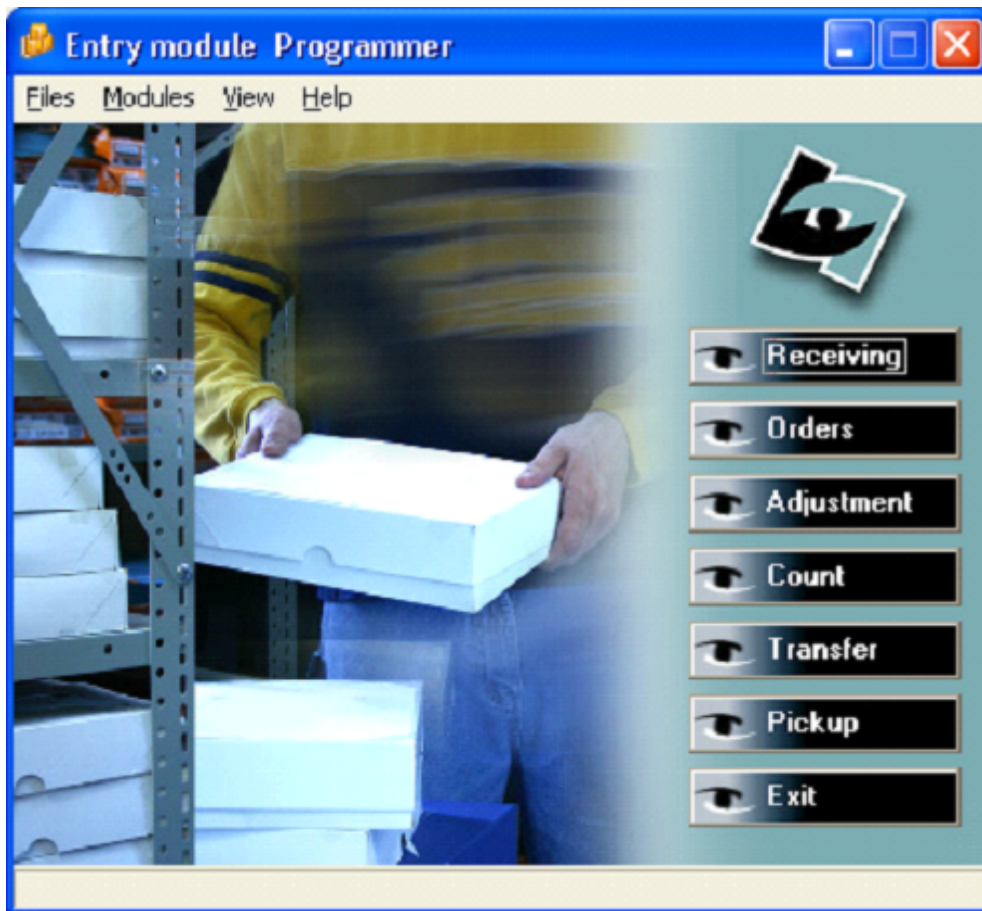 Entry module Programmer
Files Modules View Help
Receiving
Orders
Adjustment
Count
Transfer
Pickup
Exit